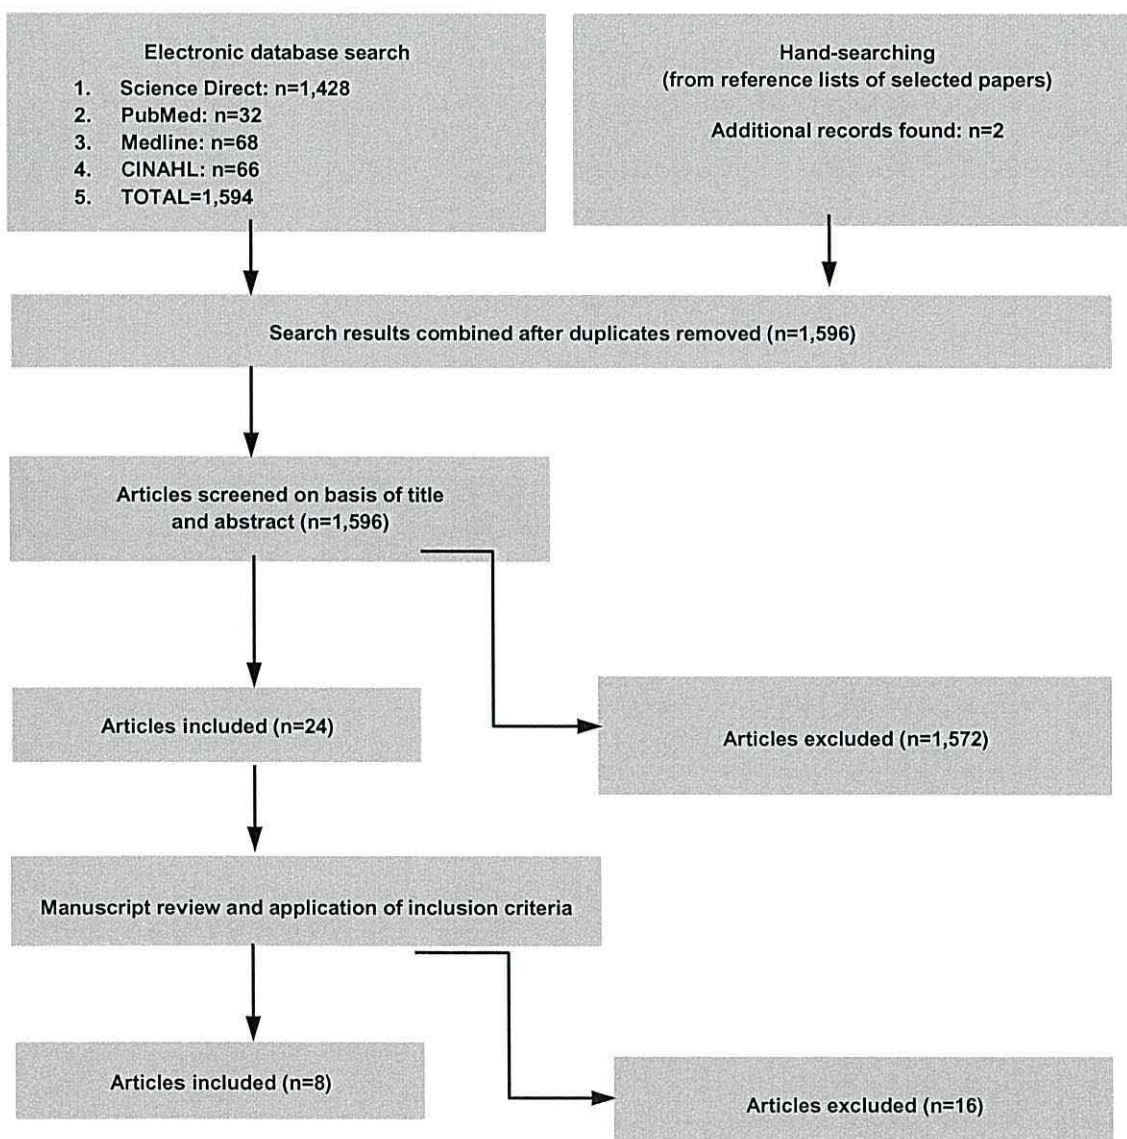 Electronic database search
1. Science Direct: n=1,428
2. PubMed: n=32
3. Medline: n=68
4. CINAHL: n=66
5. TOTAL=1,594
Hand-searching
(from reference lists of selected papers)
Additional records found: n=2
Search results combined after duplicates removed (n=1,596)
Articles screened on basis of title
and abstract (n=1,596)
Articles included (n=24)
Articles excluded (n=1,572)
Manuscript review and application of inclusion criteria
Articles included (n=8)
Articles excluded (n=16)